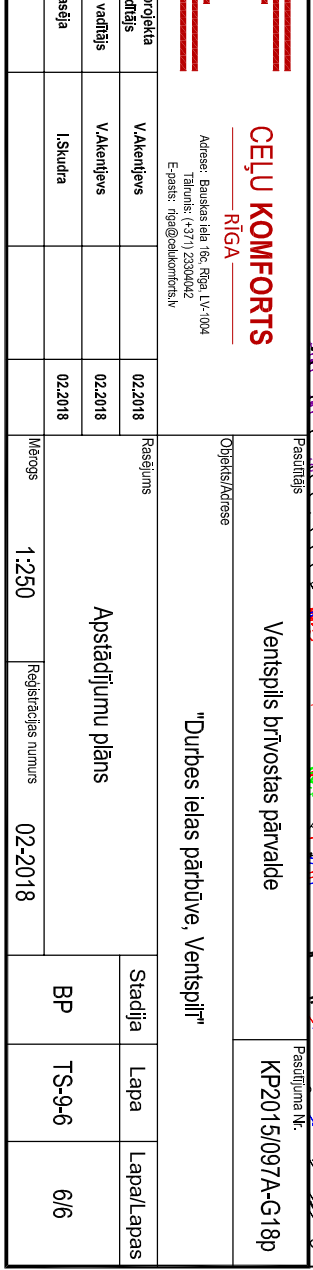 CEĻU KOMFORTS
RĪGA
Adrese: Bauskas iela 16c, Rīga, LV-1004
Tālrunis: (+371) 23304042
E-pasts: riga@celukomforts.lv
Pasūtītājs
Ventspils brīvostas pārvalde
Pasūtījuma Nr.
KP2015/097A-G18p
Objekts/Adrese
"Durbes ielas pārbūve, Ventspilī"
V.Akentjevs 02.2018
vadītājs V.Akentjevs 02.2018
I.Skudra 02.2018
Rasējums
Apstādījumu plāns
Stadija Lapa Lapa/Lapas
BP TS-9-6 6/6
Mērogs 1:250 Reģistrācijas numurs 02-2018